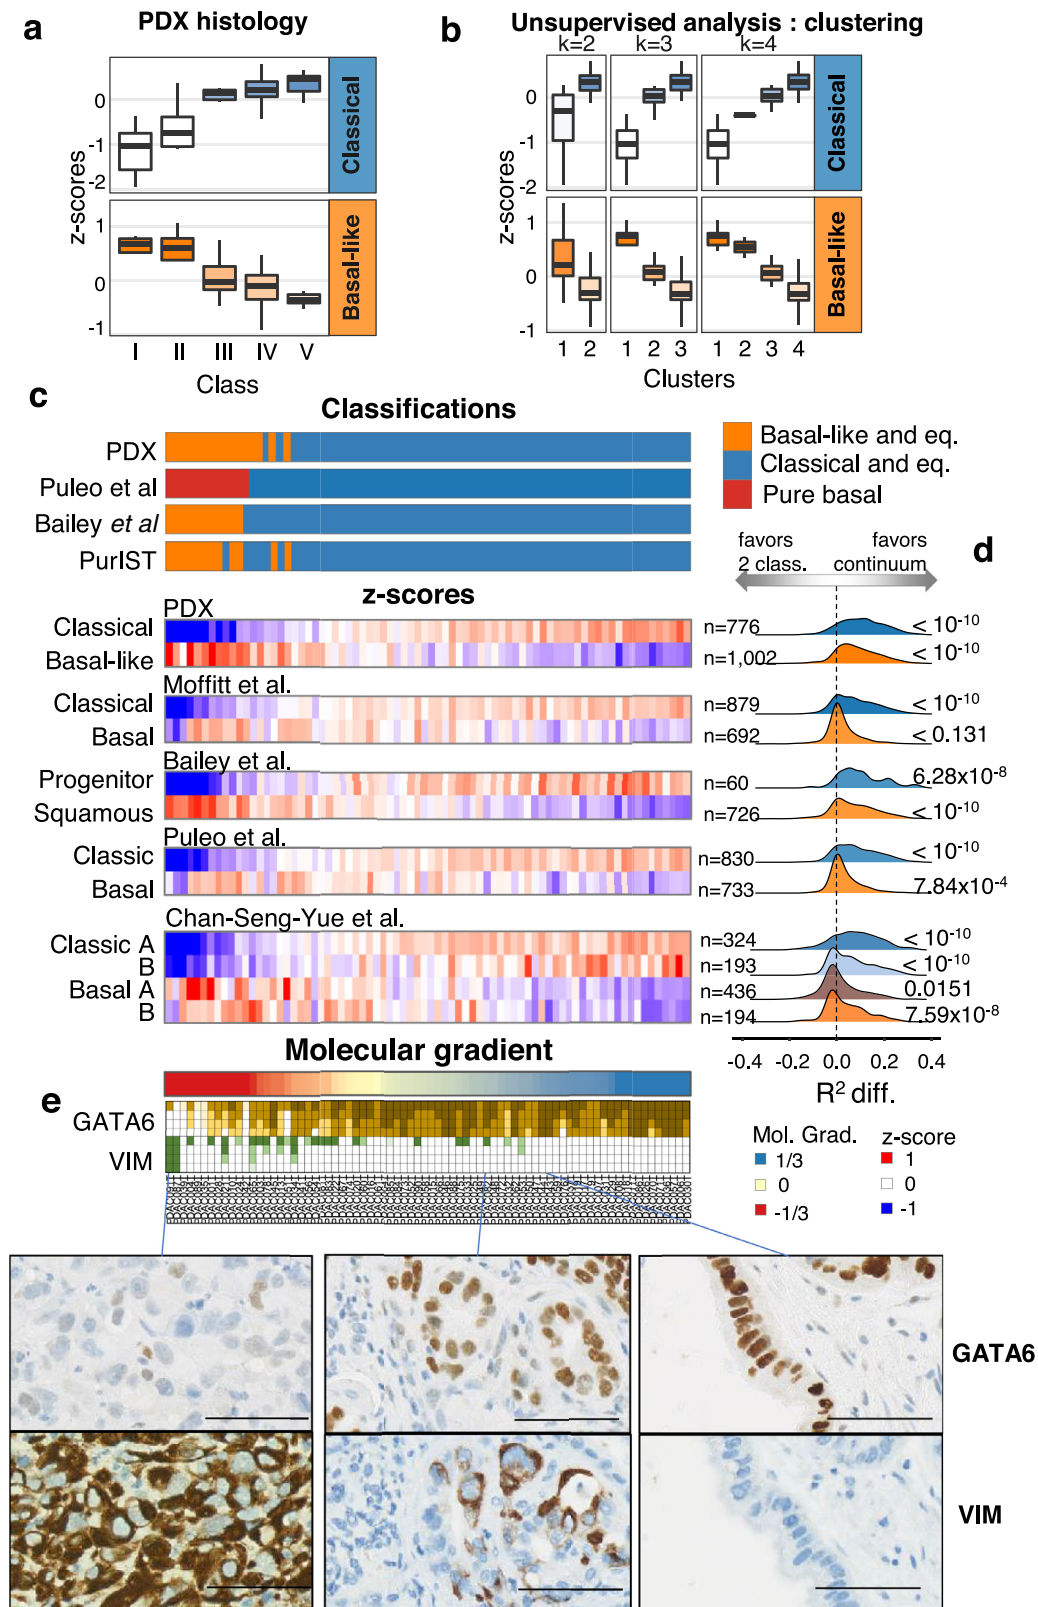 a
PDX histology
z-scores
0
-1
-2
Classical
1
0
-1
Basal-like
I II III IV V
Class
b
Unsupervised analysis : clustering
k=2 k=3 k=4
z-scores
0
-1
-2
Classical
1
0
-1
Basal-like
1 2 1 2 3 1 2 3 4
Clusters
c
Classifications
PDX
Puleo et al
Bailey et al
PurIST
Basal-like and eq.
Classical and eq.
Pure basal
d
favors
2 class.
favors
continuum
z-scores
PDX
Classical n=776 < 10-10
Basal-like n=1,002 < 10-10
Moffitt et al.
Classical n=879 < 10-10
Basal n=692 < 0.131
Bailey et al.
Progenitor n=60 6.28x10-8
Squamous n=726 < 10-10
Puleo et al.
Classic n=830 < 10-10
Basal n=733 7.84x10-4
Chan-Seng-Yue et al.
Classic A n=324 < 10-10
B n=193 < 10-10
Basal A n=436 0.0151
B n=194 7.59x10-8
-0.4 -0.2 0.0 0.2 0.4
R2 diff.
Molecular gradient
e
GATA6
VIM
Mol. Grad.
1/3
0
-1/3
z-score
1
0
-1
GATA6
VIM